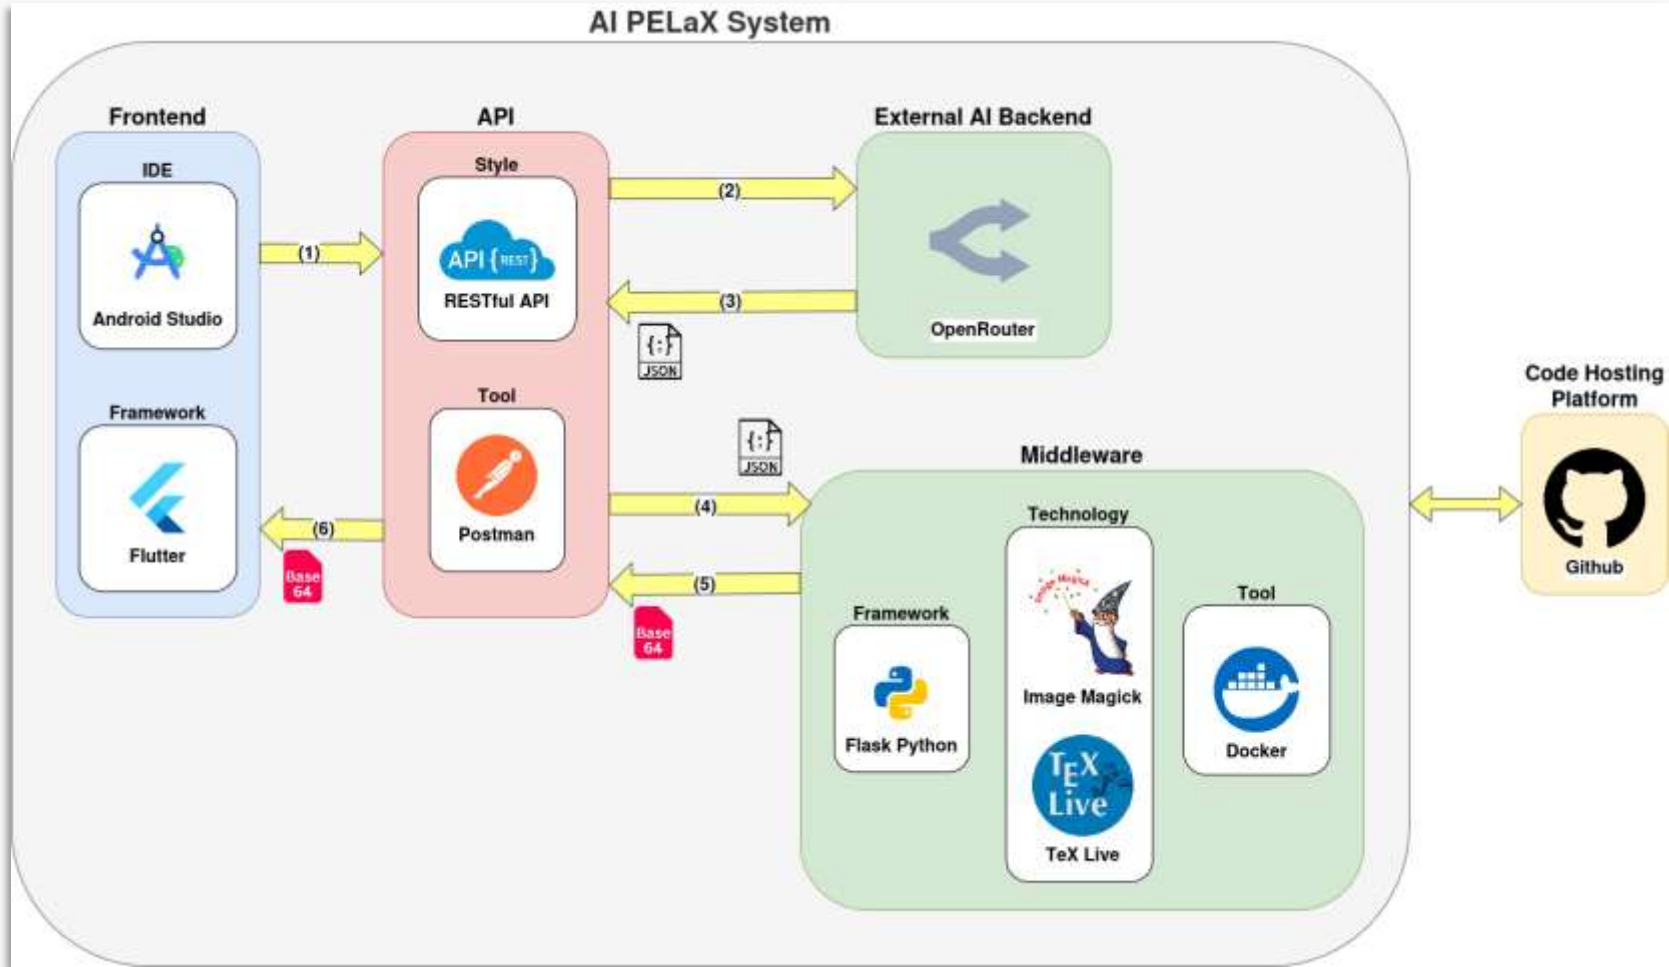 AI PELaX System
Frontend
IDE
Android Studio
Framework
Flutter
(1)
(6)
Base
64
API
Style
API {REST}
RESTful API
Tool
Postman
(2)
(3)
{:}
JSON
{:}
JSON
(4)
(5)
Base
64
External AI Backend
OpenRouter
Middleware
Framework
Flask Python
Technology
Image Magick
Image Magick
TEX
Live
TeX Live
Tool
Docker
Code Hosting
Platform
Github